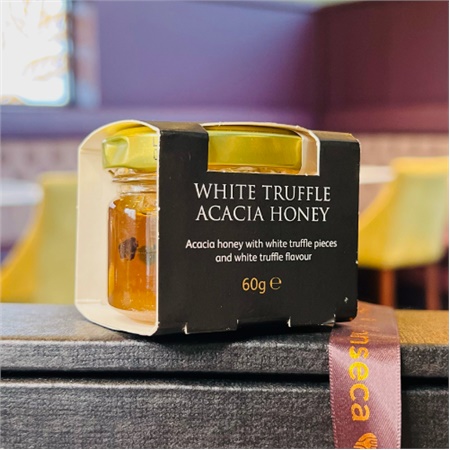 WHITE TRUFFLE
ACACIA HONEY
Acacia honey with white truffle pieces
and white truffle flavour
60g ℮